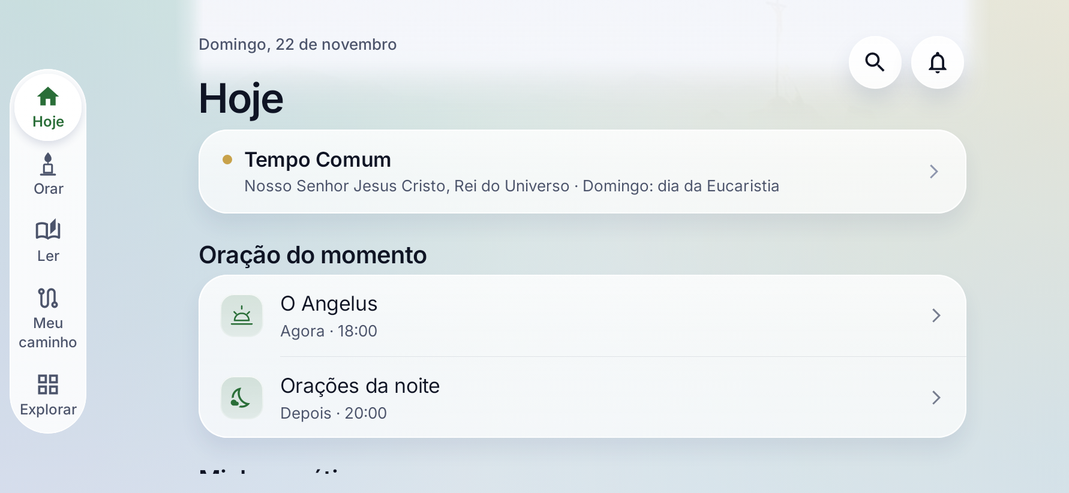 Domingo, 22 de novembro
Hoje
Hoje
Orar
Ler
Meu
caminho
Explorar
Tempo Comum
Nosso Senhor Jesus Cristo, Rei do Universo · Domingo: dia da Eucaristia
Oração do momento
O Angelus
Agora · 18:00
Orações da noite
Depois · 20:00